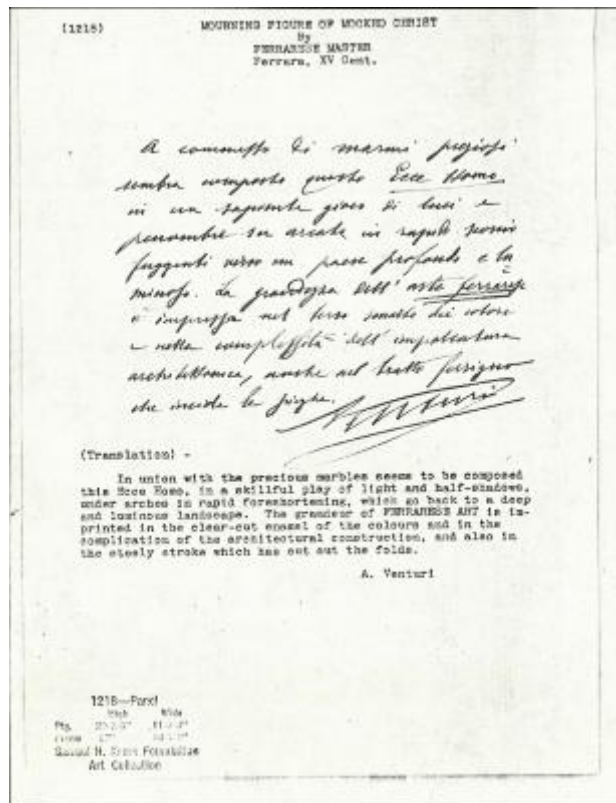 (1218)
MOURNING FIGURE OF MOCKED CHRIST
By
FERRARESE MASTER
Ferrara, XV Cent.
A commesso di marmi preziosi
sembra composto questo Ecce Homo
in un sapiente gioco di luci e
penombre su arcate in rapidi scorci
fuggenti verso un paese profondo e lu
minoso. La grandezza dell' arte ferrarese
è impressa nel terso smalto dei colori
e nella complessità dell' impalcatura
architettonica, anche nel tratto ferrigno
che incide le pieghe.
A Venturi
(Translation) -
In union with the precious marbles seems to be composed
this Ecce Homo, in a skillful play of light and half-shadows,
under arches in rapid foreshortening, which go back to a deep
and luminous landscape. The grandeur of FERRARESE ART is im-
printed in the clear-cut enamel of the colours and in the
complication of the architectural construction, and also in
the steely stroke which has cut out the folds.
A. Venturi
1218—Panel
High Wide
Ptg.
Frame
Samuel H. Kress Foundation
Art Collection